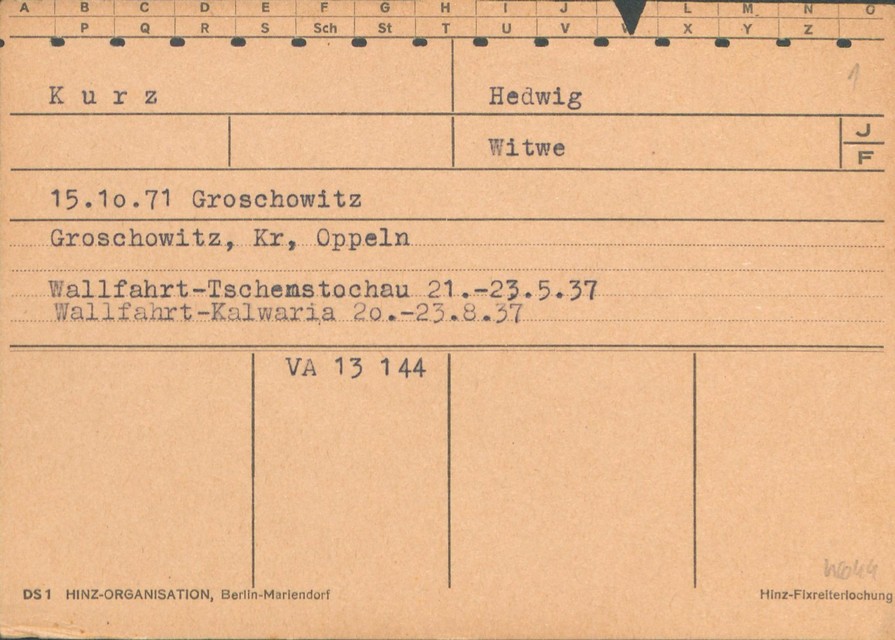 A B C D E F G H I J L M N O
P Q R S Sch St T U V W X Y Z
1
Kurz Hedwig
Witwe J
F
15.1o.71 Groschowitz
Groschowitz, Kr, Oppeln
Wallfahrt-Tschenstochau 21.-23.5.37
Wallfahrt-Kalwaria 2o.-23.8.37
VA 13 144
DS1 HINZ-ORGANISATION, Berlin-Mariendorf
Hinz-Fixreiterlochung